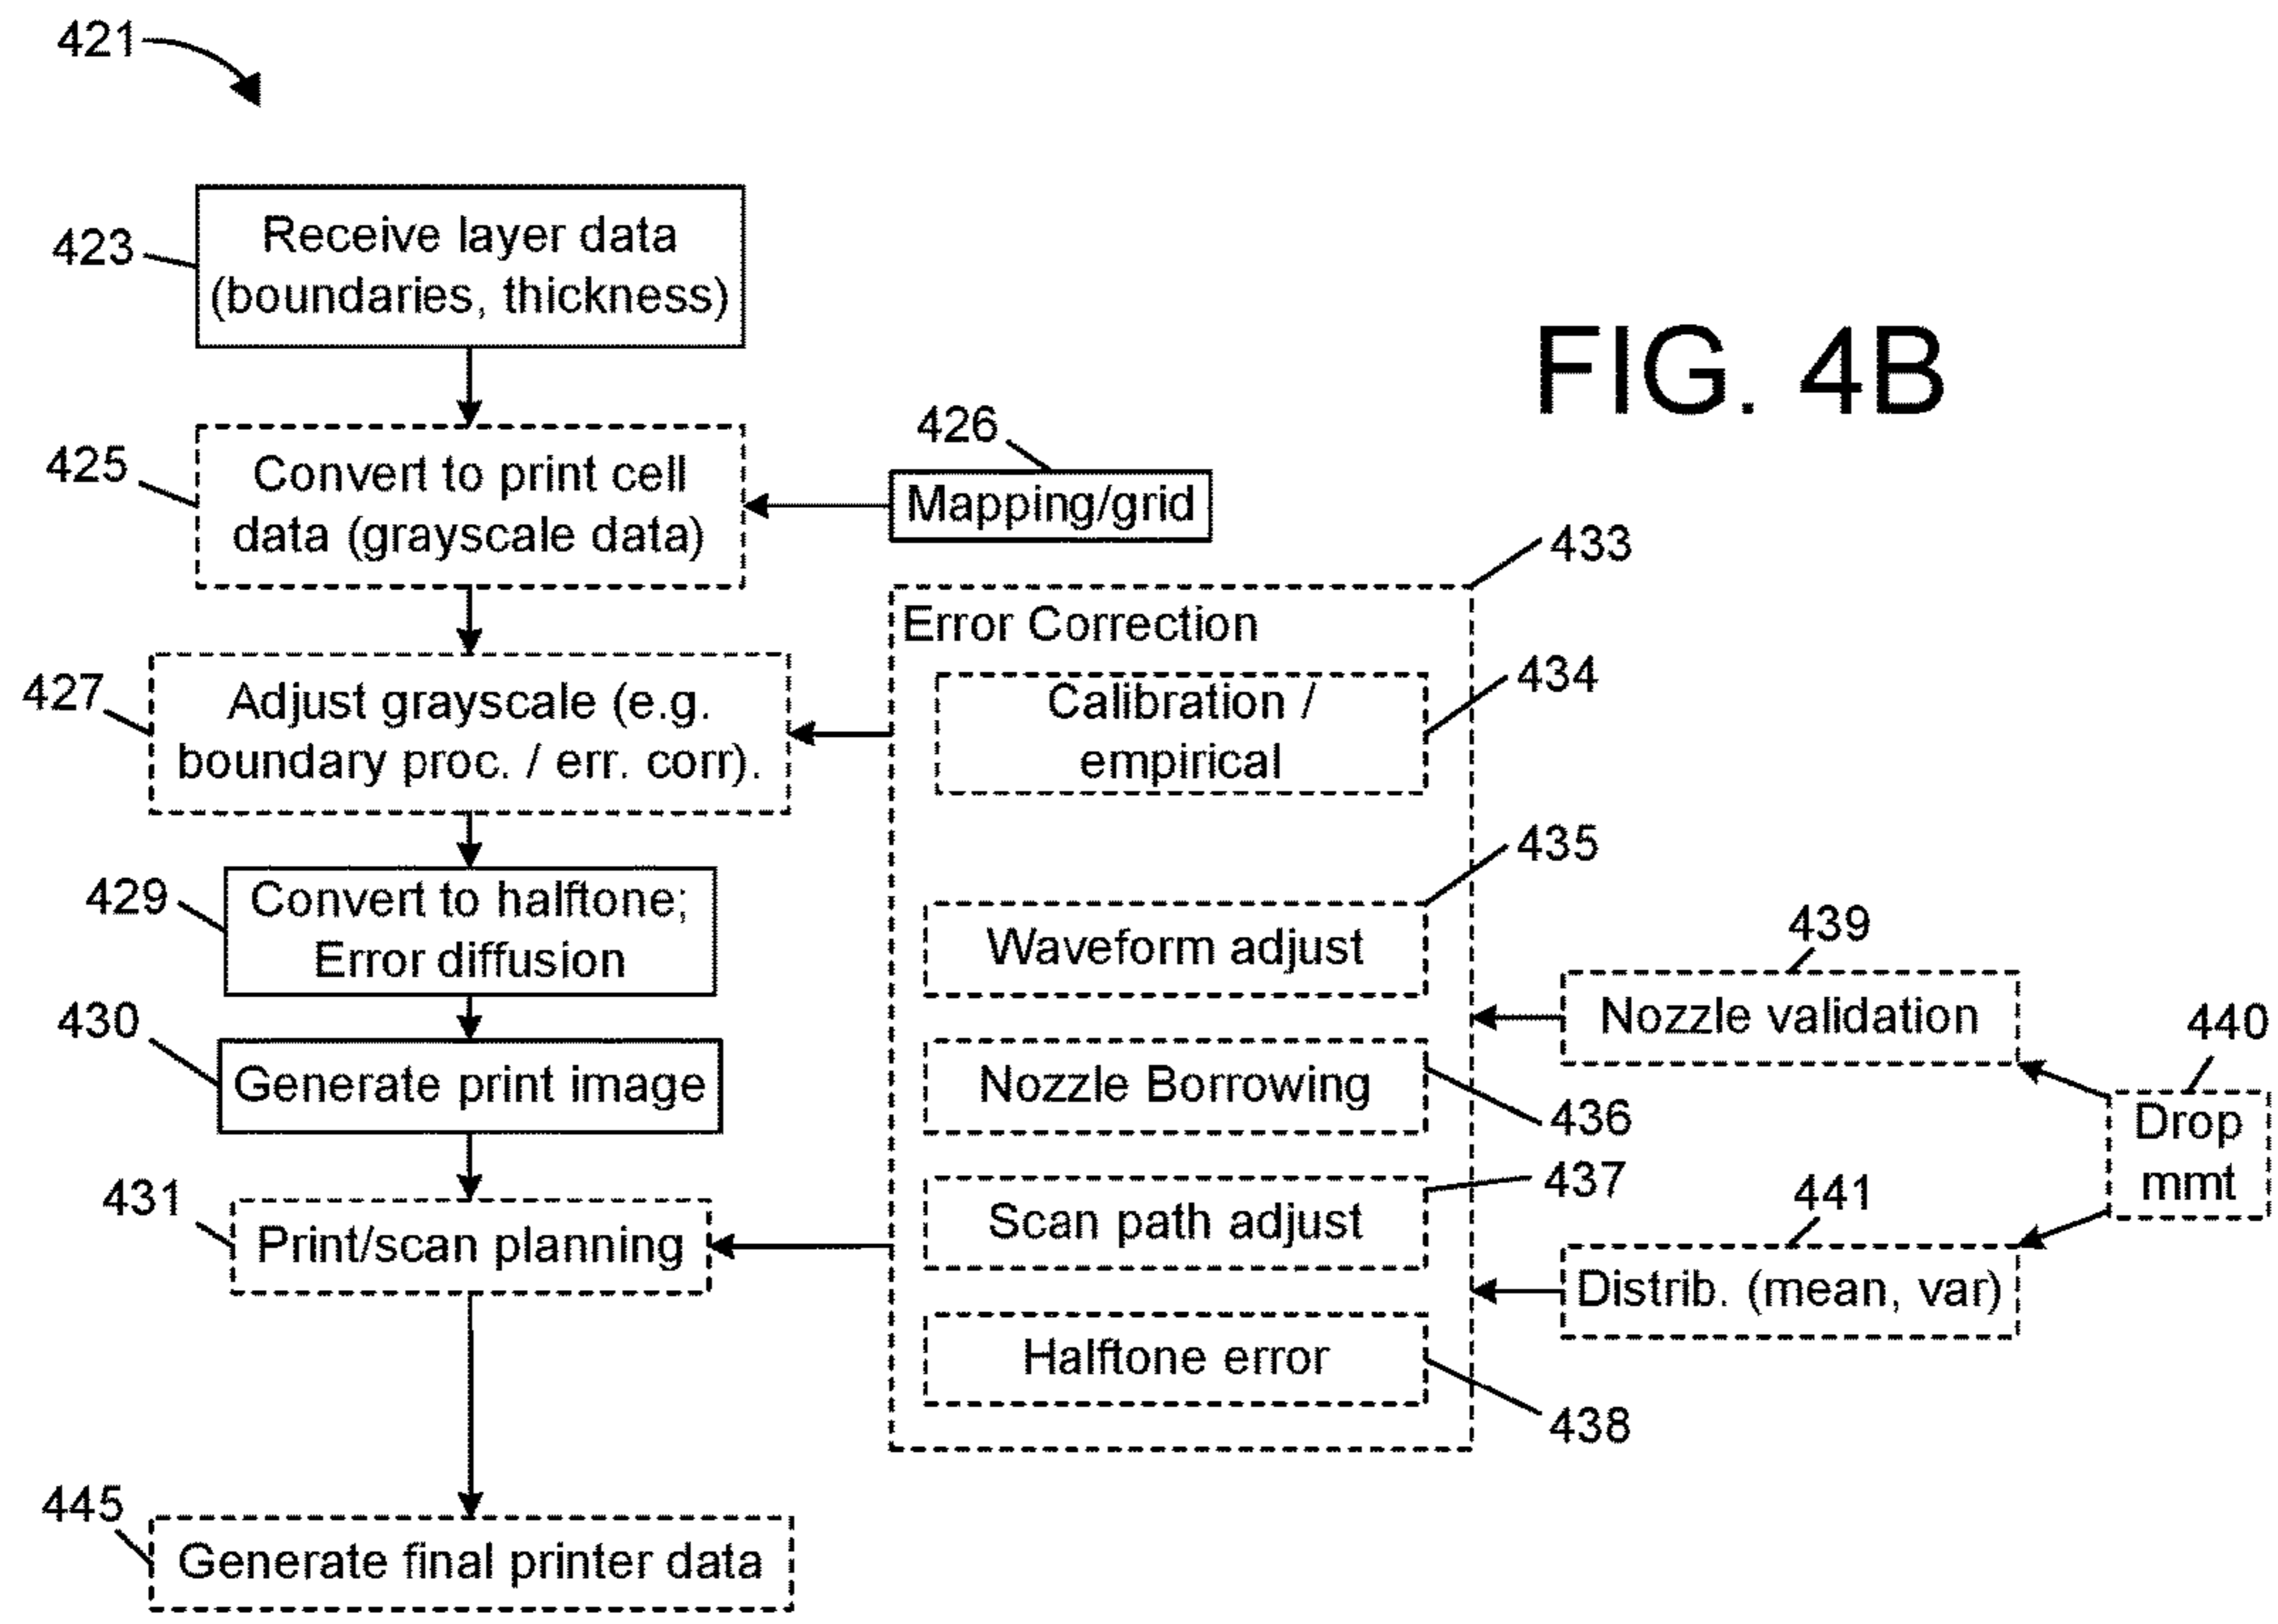 421
423
Receive layer data
(boundaries, thickness)
FIG. 4B
425
Convert to print cell
data (grayscale data)
426
Mapping/grid
427
Adjust grayscale (e.g.
boundary proc. / err. corr).
433
Error Correction
434
Calibration /
empirical
429
Convert to halftone;
Error diffusion
435
Waveform adjust
439
Nozzle validation
430
Generate print image
Nozzle Borrowing
436
440
Drop
mmt
431
Print/scan planning
437
Scan path adjust
441
Distrib. (mean, var)
Halftone error
438
445
Generate final printer data